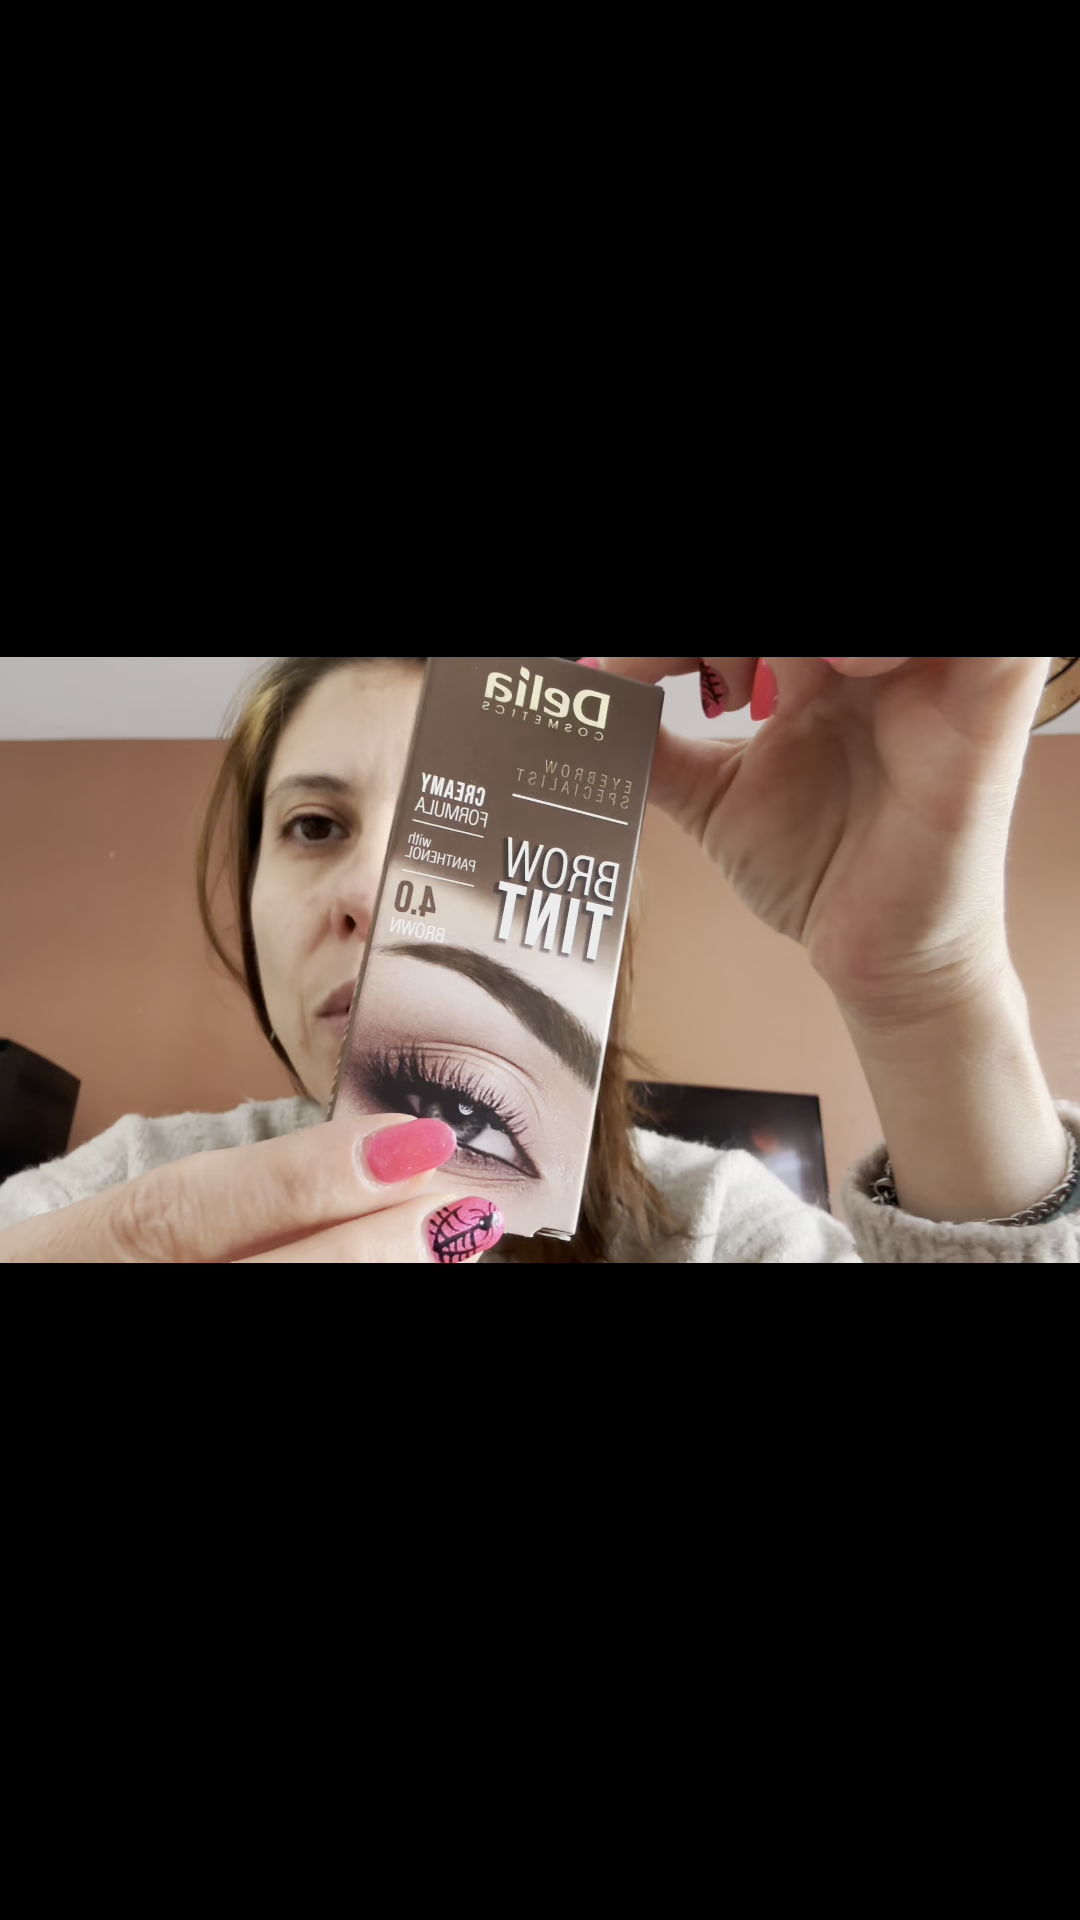 Delia
COSMETICS
EYEBROW
SPECIALIST
BROW
TINT
CREAMY
FORMULA
with
PANTHENOL
4.0
BROWN